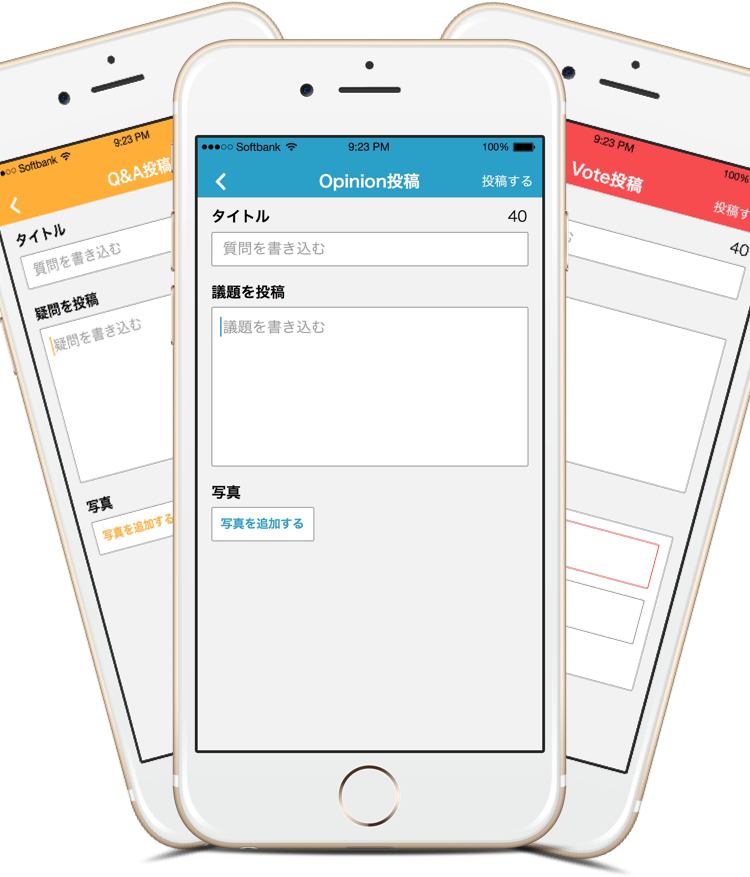 Softbank 9:23 PM
Q&A投稿
タイトル
質問を書き込む
疑問を投稿
疑問を書き込む
写真
写真を追加する
Softbank 9:23 PM 100%
Opinion投稿 投稿する
タイトル 40
質問を書き込む
議題を投稿
議題を書き込む
写真
写真を追加する
9:23 PM 100%
Vote投稿 投稿す
40
む